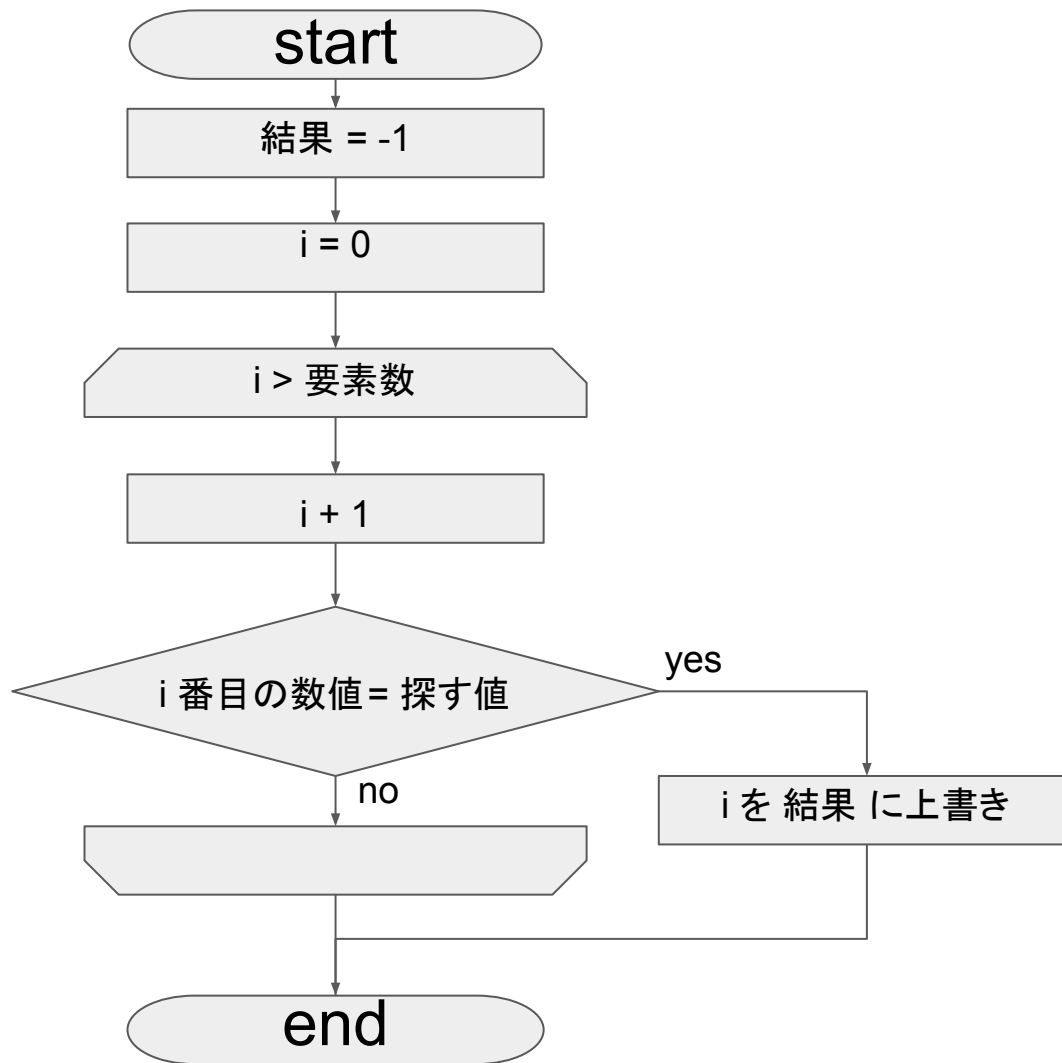 start
結果 = -1
i = 0
i > 要素数
i + 1
i 番目の数値= 探す値
yes
no
i を 結果 に上書き
end